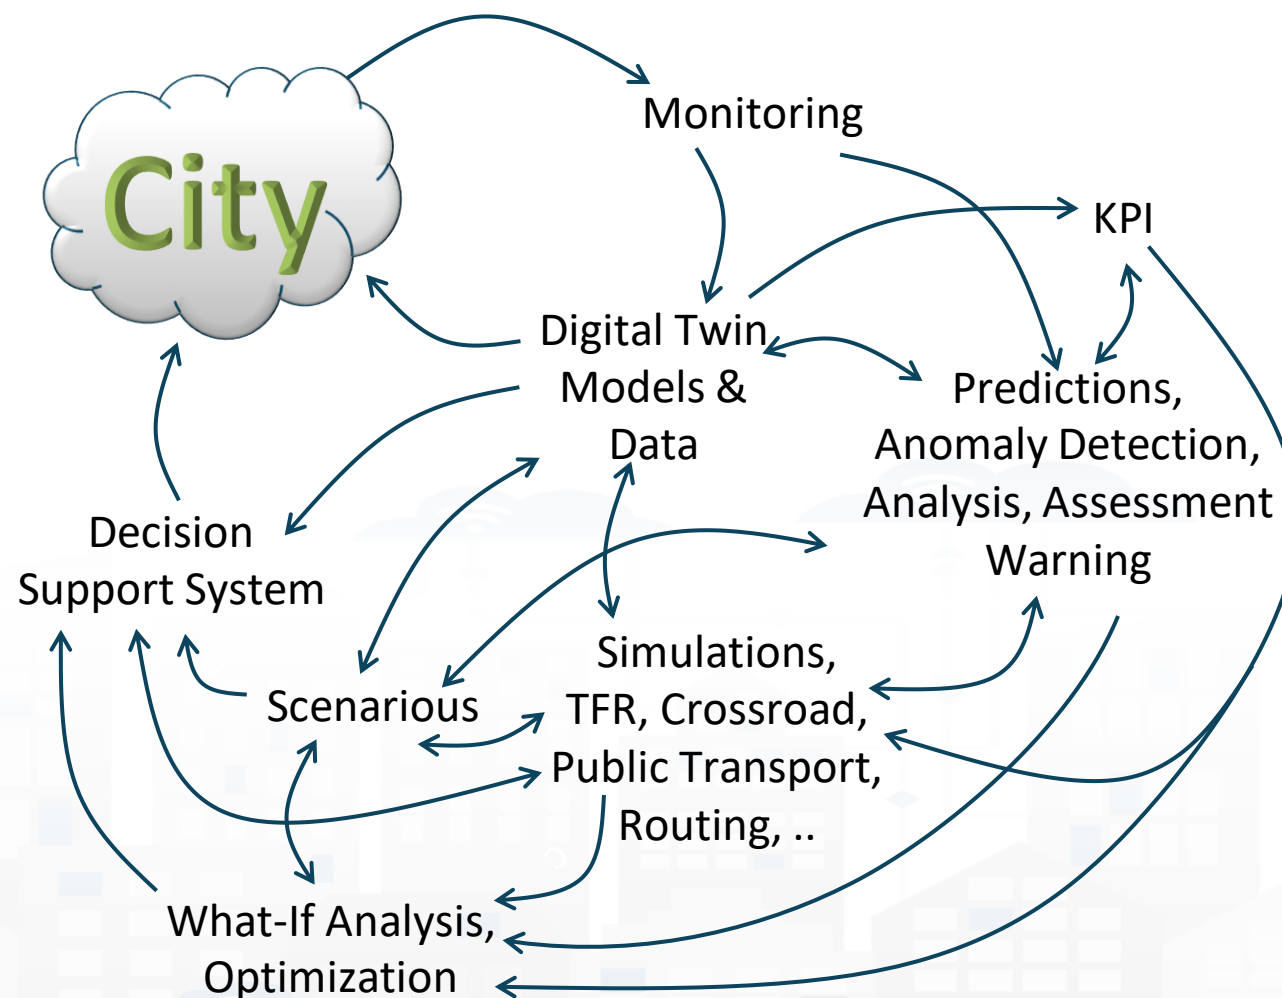 City
Monitoring
KPI
Digital Twin
Models &
Data
Predictions,
Anomaly Detection,
Analysis, Assessment
Warning
Decision
Support System
Scenarious
Simulations,
TFR, Crossroad,
Public Transport,
Routing, ..
What-If Analysis,
Optimization